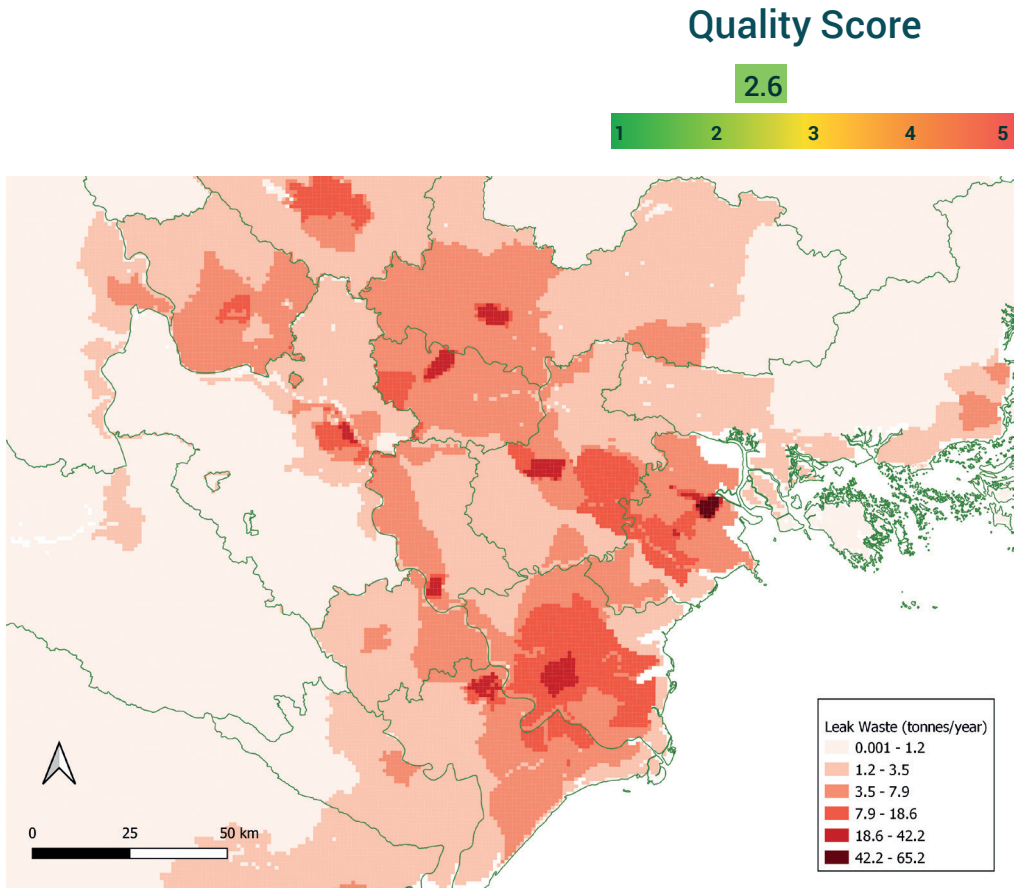 Quality Score
2.6
1 2 3 4 5
Leak Waste (tonnes/year)
0.001 - 1.2
1.2 - 3.5
3.5 - 7.9
7.9 - 18.6
18.6 - 42.2
42.2 - 65.2
0 25 50 km